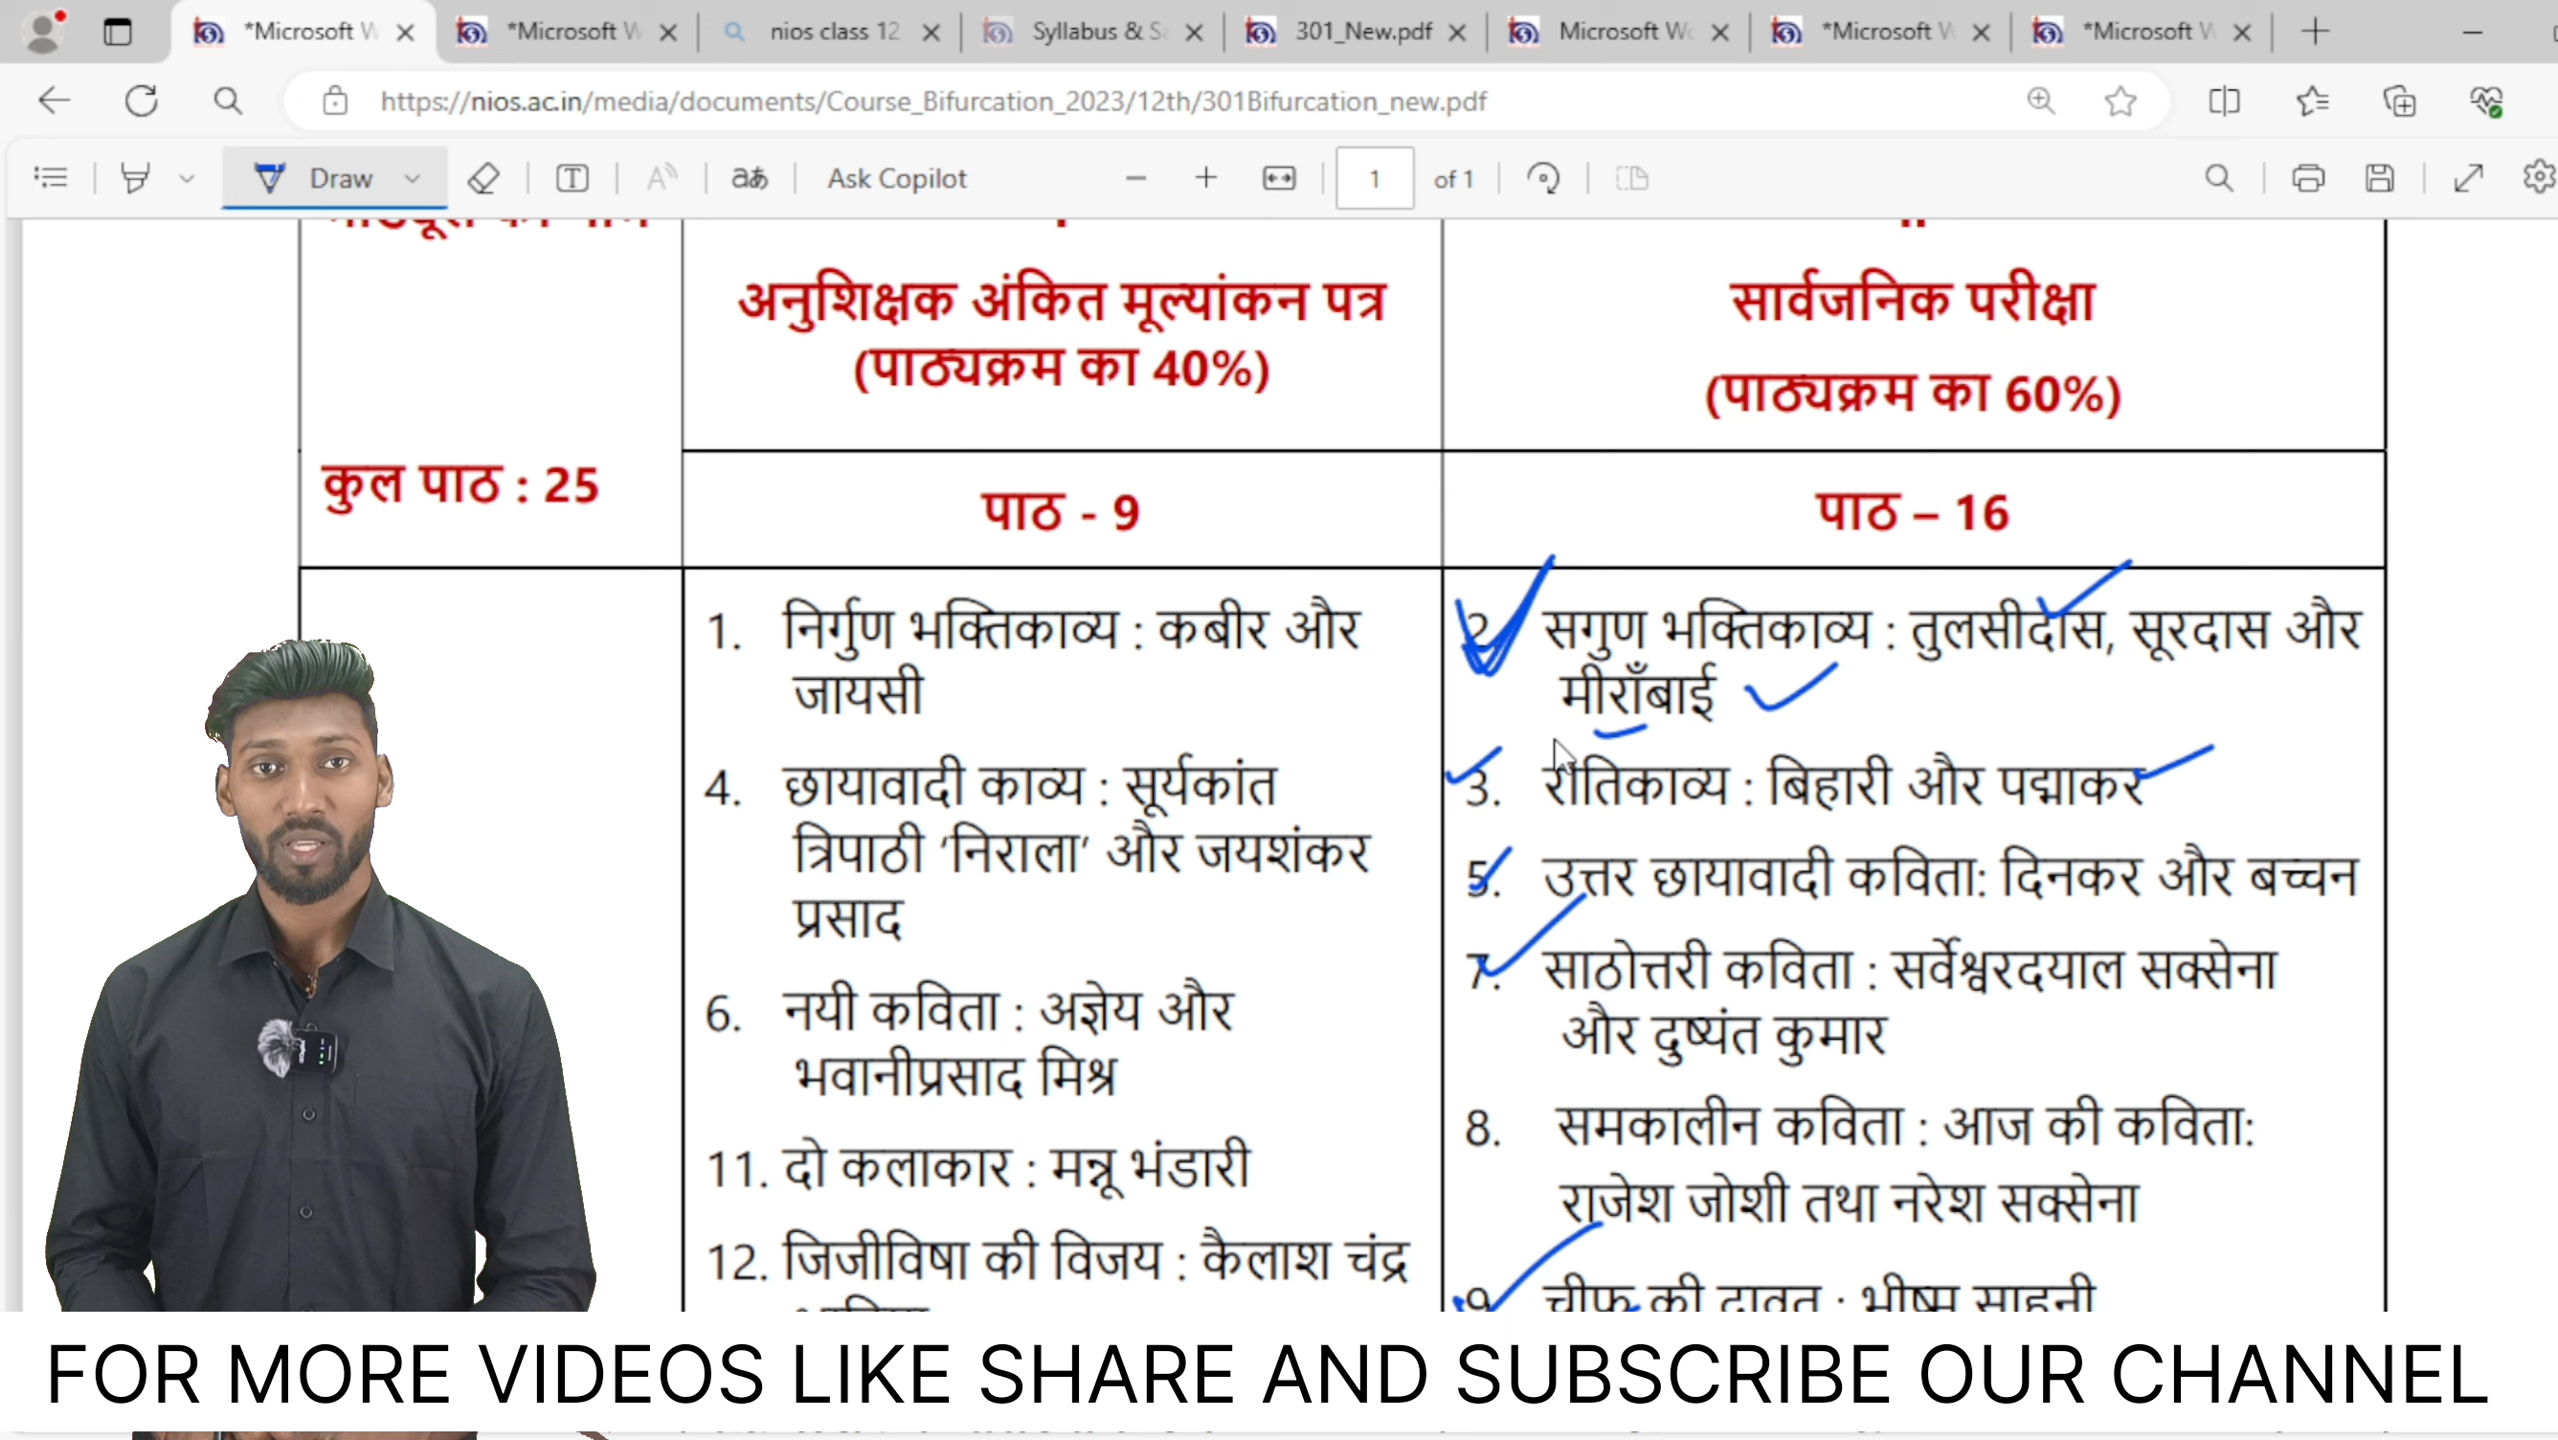 *Microsoft W
*Microsoft W
nios class 12
Syllabus & Sa
301_New.pdf
Microsoft Wo
*Microsoft W
*Microsoft W
https://nios.ac.in/media/documents/Course_Bifurcation_2023/12th/301Bifurcation_new.pdf
Draw
Ask Copilot
1
of 1
अनुशिक्षक अंकित मूल्यांकन पत्र
(पाठ्यक्रम का 40%)
सार्वजनिक परीक्षा
(पाठ्यक्रम का 60%)
कुल पाठ : 25
पाठ - 9
पाठ – 16
1. निर्गुण भक्तिकाव्य : कबीर और
जायसी
4. छायावादी काव्य : सूर्यकांत
त्रिपाठी ‘निराला’ और जयशंकर
प्रसाद
6. नयी कविता : अज्ञेय और
भवानीप्रसाद मिश्र
11. दो कलाकार : मन्नू भंडारी
12. जिजीविषा की विजय : कैलाश चंद्र
2. सगुण भक्तिकाव्य : तुलसीदास, सूरदास और
मीराँबाई
3. रीतिकाव्य : बिहारी और पद्माकर
5. उत्तर छायावादी कविता: दिनकर और बच्चन
7. साठोत्तरी कविता : सर्वेश्वरदयाल सक्सेना
और दुष्यंत कुमार
8. समकालीन कविता : आज की कविता:
राजेश जोशी तथा नरेश सक्सेना
9. चीफ की दावत : भीष्म साहनी
FOR MORE VIDEOS LIKE SHARE AND SUBSCRIBE OUR CHANNEL